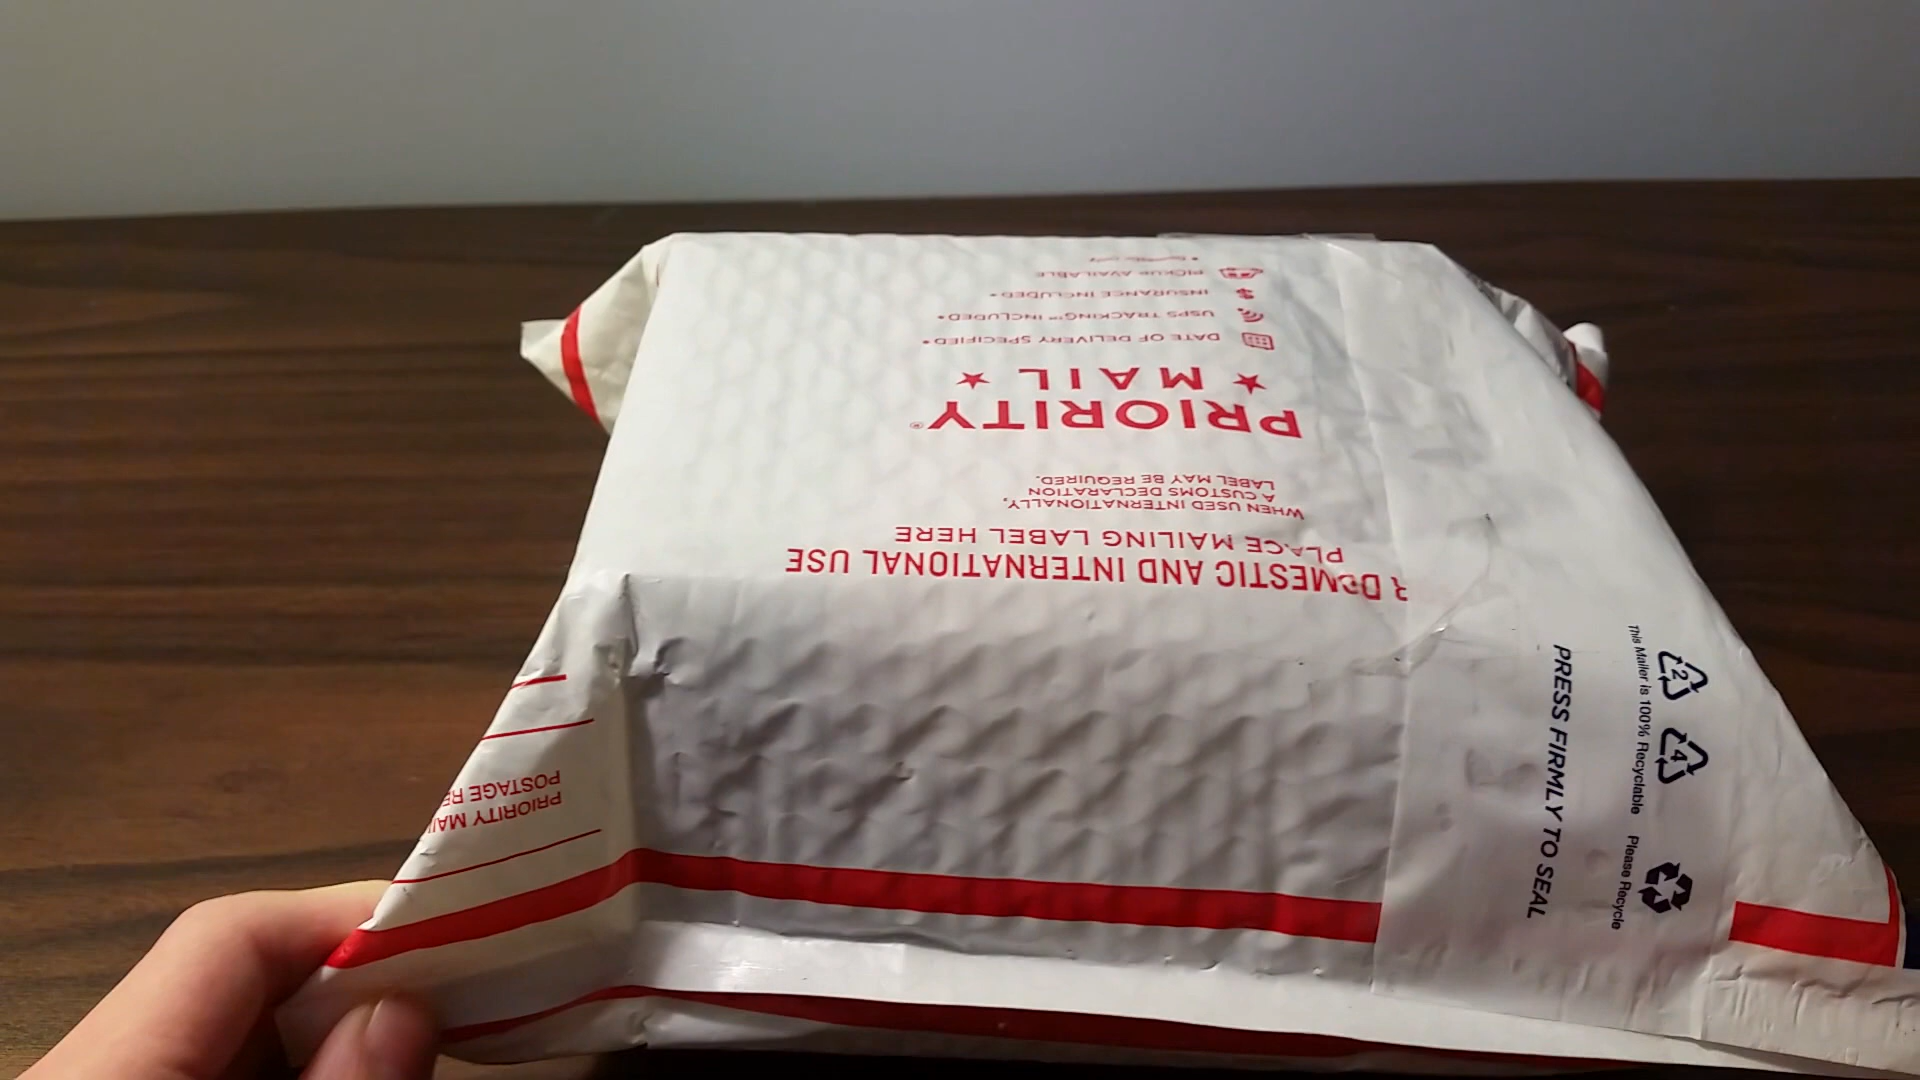 R DOMESTIC AND INTERNATIONAL USE
PLACE MAILING LABEL HERE
WHEN USED INTERNATIONALLY,
A CUSTOMS DECLARATION
LABEL MAY BE REQUIRED.
PRIORITY®
★ MAIL ★
DATE OF DELIVERY SPECIFIED*
USPS TRACKING™ INCLUDED*
$ INSURANCE INCLUDED*
PICKUP AVAILABLE
* Domestic only
PRIORITY MAI
POSTAGE RE
PRESS FIRMLY TO SEAL
This Mailer is 100% Recyclable
Please Recycle
2
4